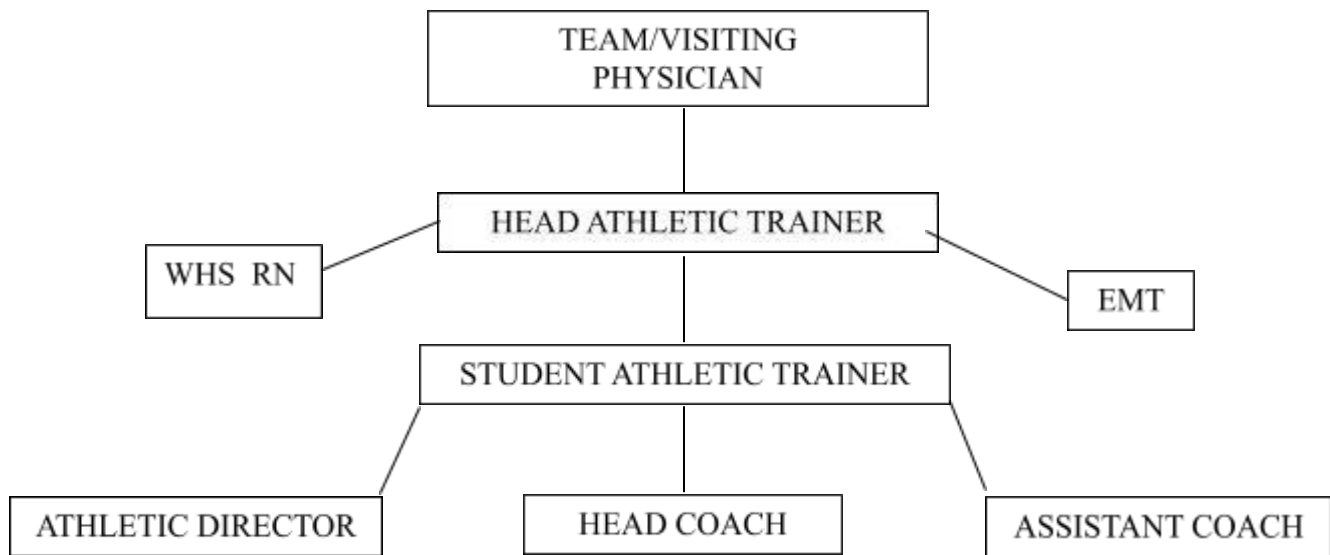 TEAM/VISITING
PHYSICIAN
HEAD ATHLETIC TRAINER
WHS RN
EMT
STUDENT ATHLETIC TRAINER
ATHLETIC DIRECTOR
HEAD COACH
ASSISTANT COACH